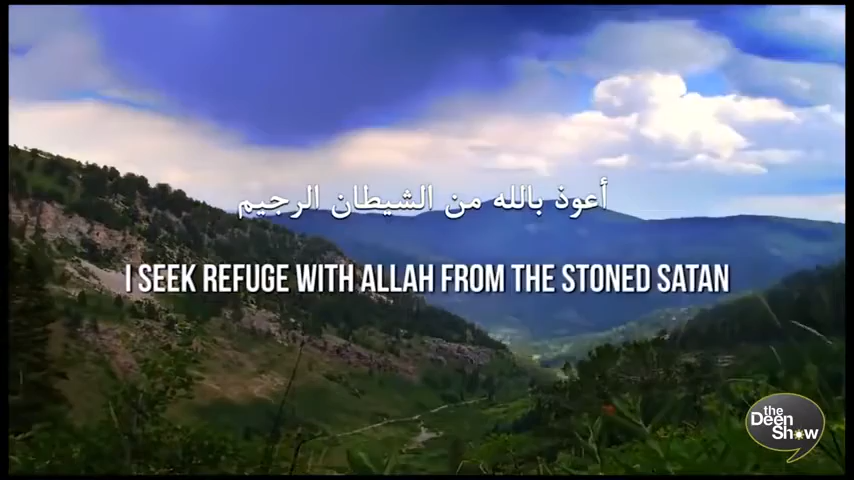 أعوذ بالله من الشيطان الرجيم
I SEEK REFUGE WITH ALLAH FROM THE STONED SATAN
the
Deen
Show